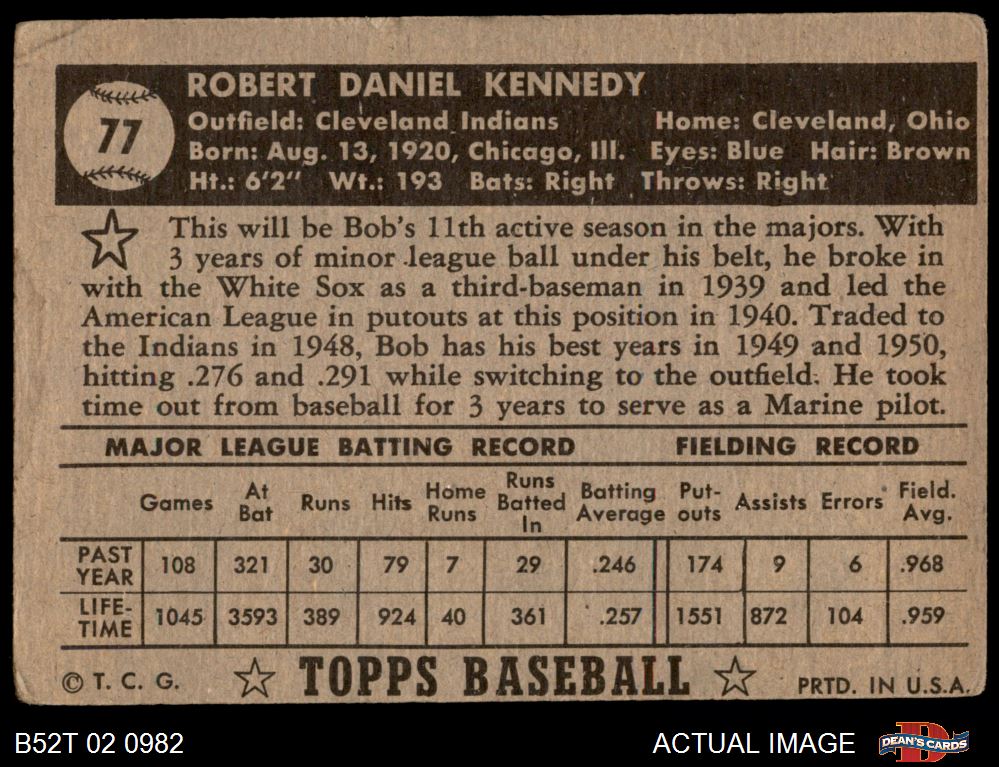 77
ROBERT DANIEL KENNEDY
Outfield: Cleveland Indians Home: Cleveland, Ohio
Born: Aug. 13, 1920, Chicago, Ill. Eyes: Blue Hair: Brown
Ht.: 6'2" Wt.: 193 Bats: Right Throws: Right
This will be Bob's 11th active season in the majors. With
3 years of minor league ball under his belt, he broke in
with the White Sox as a third-baseman in 1939 and led the
American League in putouts at this position in 1940. Traded to
the Indians in 1948, Bob has his best years in 1949 and 1950,
hitting .276 and .291 while switching to the outfield. He took
time out from baseball for 3 years to serve as a Marine pilot.
MAJOR LEAGUE BATTING RECORD FIELDING RECORD
Games At Bat Runs Hits Home Runs Runs Batted In Batting Average Put-outs Assists Errors Field. Avg.
PAST YEAR 108 321 30 79 7 29 .246 174 9 6 .968
LIFE-TIME 1045 3593 389 924 40 361 .257 1551 872 104 .959
© T. C. G. TOPPS BASEBALL PRTD. IN U.S.A.
B52T 02 0982 ACTUAL IMAGE DEAN'S CARDS